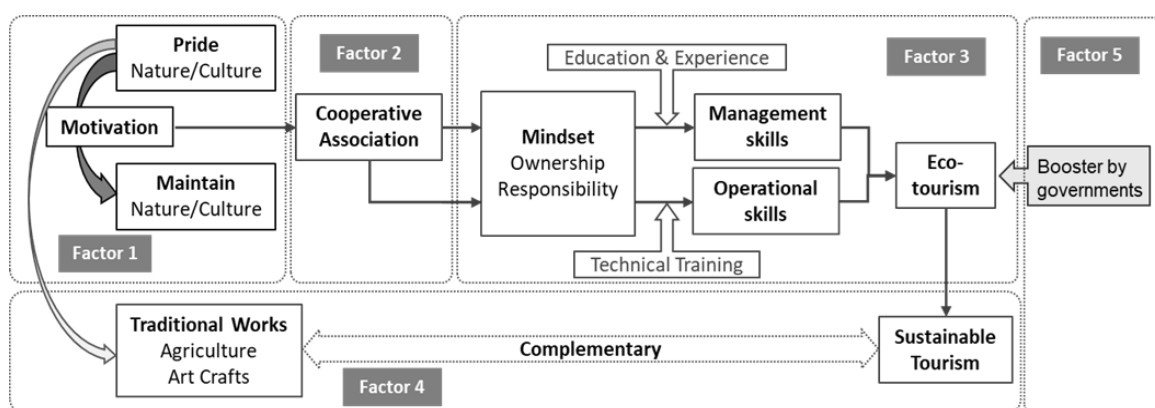 Pride
Nature/Culture
Motivation
Maintain
Nature/Culture
Factor 1
Factor 2
Cooperative
Association
Factor 3
Education & Experience
Mindset
Ownership
Responsibility
Management
skills
Operational
skills
Technical Training
Eco-
tourism
Factor 5
Booster by
governments
Traditional Works
Agriculture
Art Crafts
Complementary
Factor 4
Sustainable
Tourism